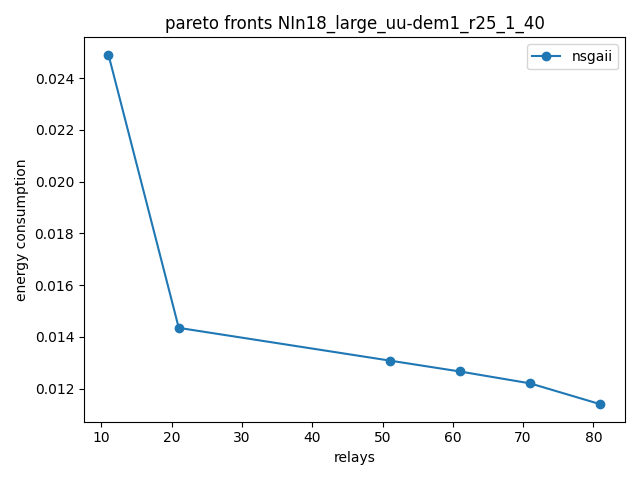 pareto fronts NIn18_large_uu-dem1_r25_1_40
nsgaii
energy consumption
0.024
0.022
0.020
0.018
0.016
0.014
0.012
10 20 30 40 50 60 70 80
relays